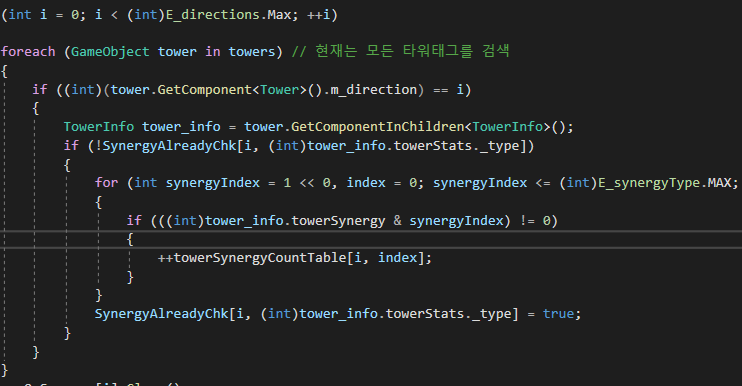 (int i = 0; i < (int)E_directions.Max; ++i)
foreach (GameObject tower in towers) // 현재는 모든 타워태그를 검색
{
if ((int)(tower.GetComponent<Tower>().m_direction) == i)
{
TowerInfo tower_info = tower.GetComponentInChildren<TowerInfo>();
if (!SynergyAlreadyChk[i, (int)tower_info.towerStats._type])
{
for (int synergyIndex = 1 << 0, index = 0; synergyIndex <= (int)E_synergyType.MAX;
{
if (((int)tower_info.towerSynergy & synergyIndex) != 0)
{
++towerSynergyCountTable[i, index];
}
}
SynergyAlreadyChk[i, (int)tower_info.towerStats._type] = true;
}
}
}